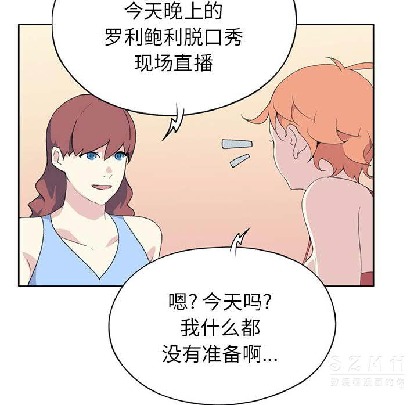 今天晚上的
罗利鲍利脱口秀
现场直播
嗯? 今天吗?
我什么都
没有准备啊...